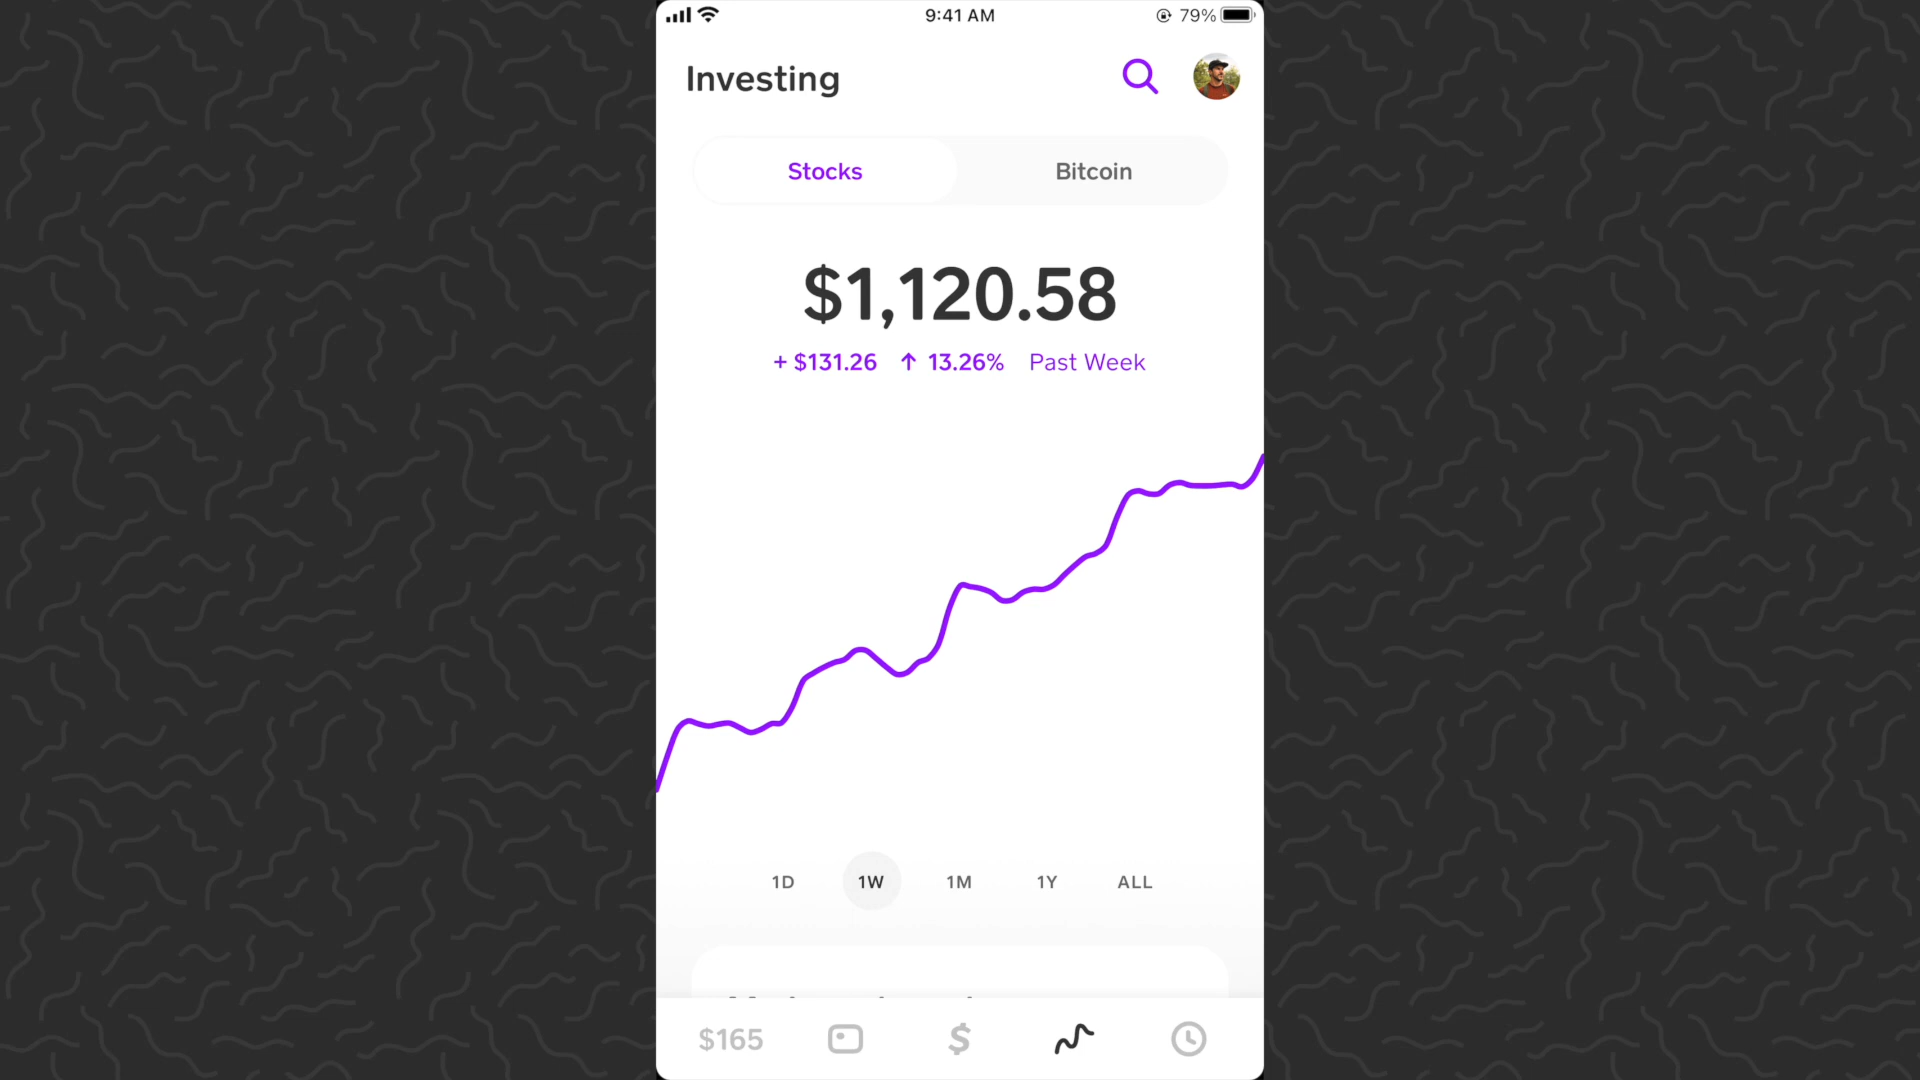 9:41 AM 79%
Investing
Stocks Bitcoin
$1,120.58
+ $131.26 ↑ 13.26% Past Week
1D 1W 1M 1Y ALL
$165 $